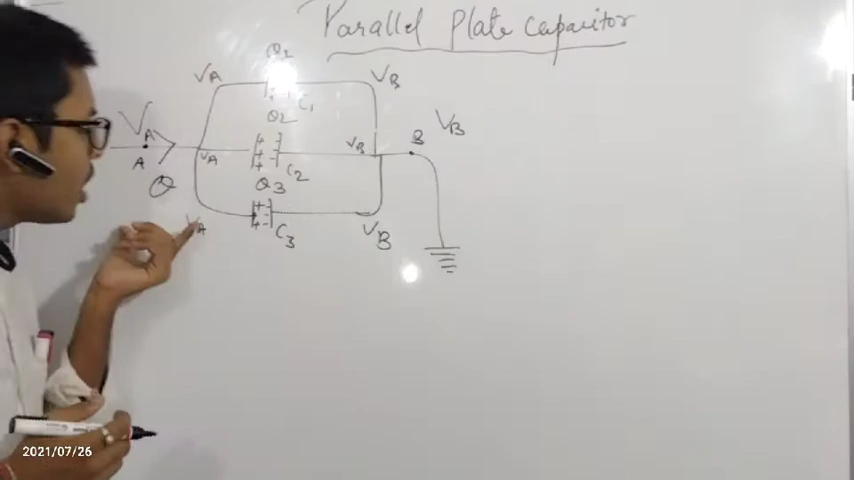 Parallel Plate Capacitor
Q1
VA VB
C1
Q2
VA VB
VA VB B
A
C2
Q Q3
VA VB
C3
2021/07/26